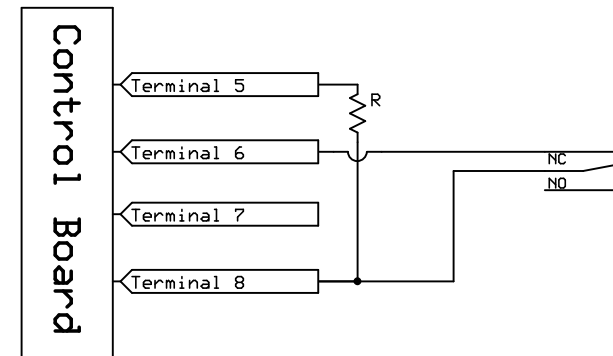 Control Board
Terminal 5
R
Terminal 6
NC
NO
Terminal 7
Terminal 8